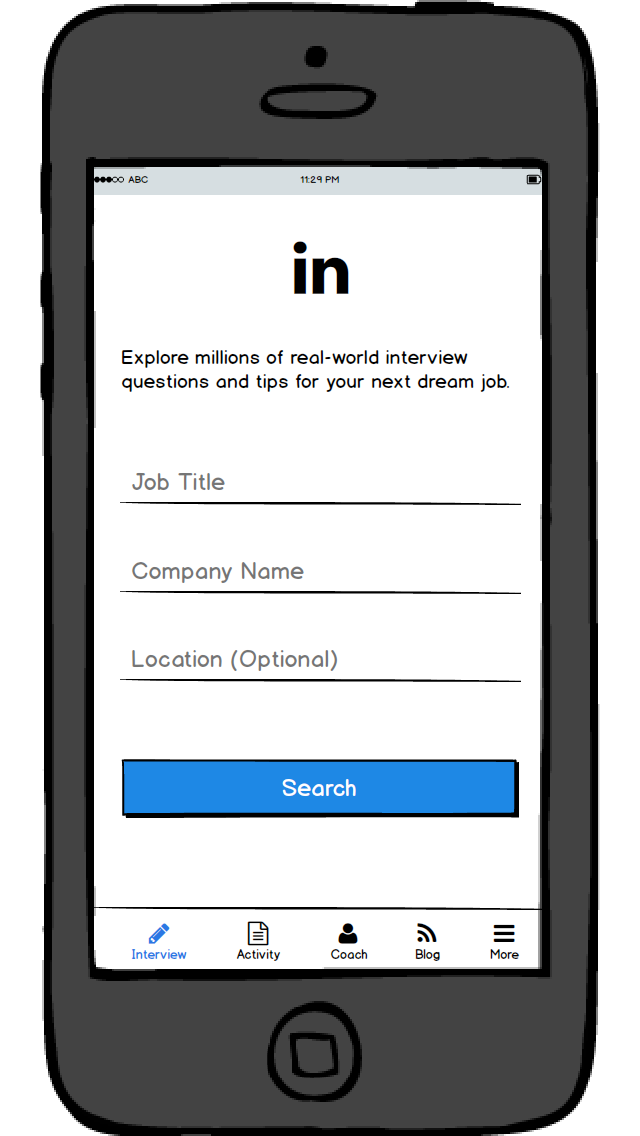 ABC 11:29 PM
in
Explore millions of real-world interview
questions and tips for your next dream job.
Job Title
Company Name
Location (Optional)
Search
Interview Activity Coach Blog More